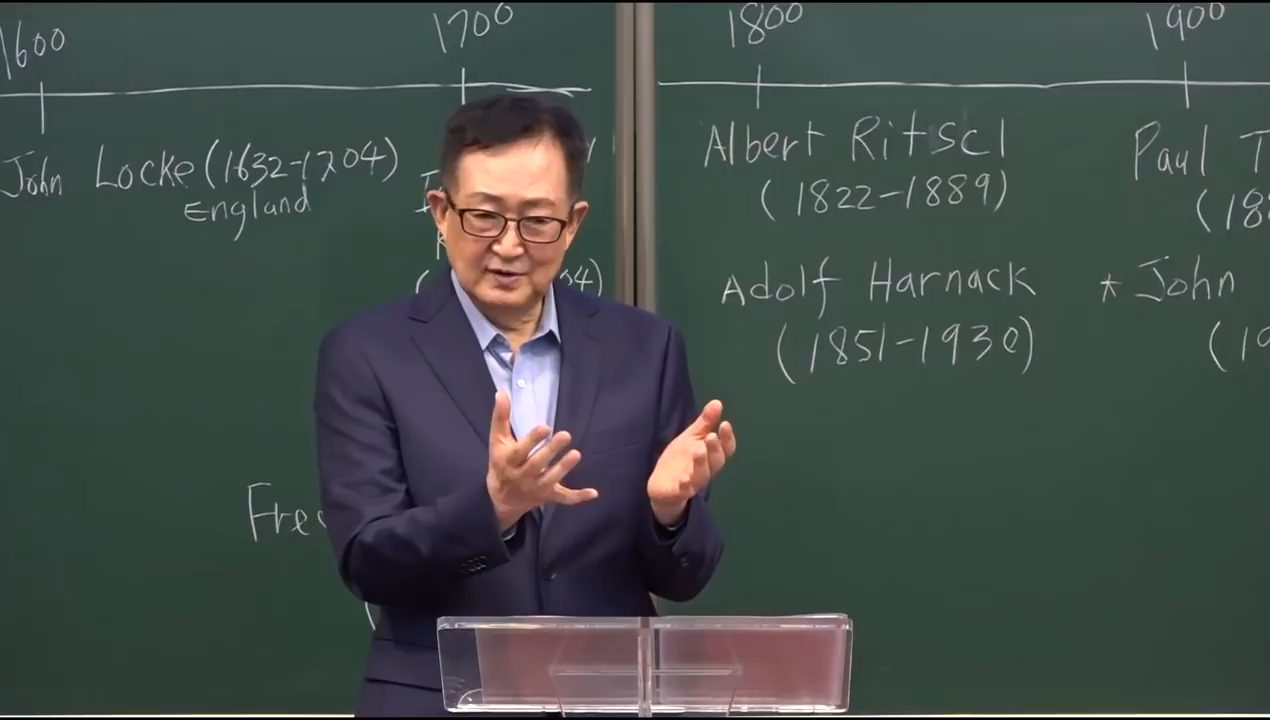 1600 1700 1800 1900
John Locke (1632-1704)
England
Albert Ritscl
(1822-1889)
Adolf Harnack
(1851-1930)
Paul
* John